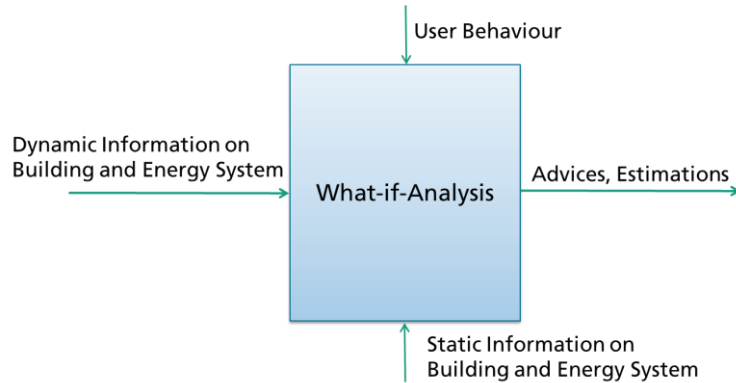 User Behaviour
Dynamic Information on
Building and Energy System
What-if-Analysis
Advices, Estimations
Static Information on
Building and Energy System